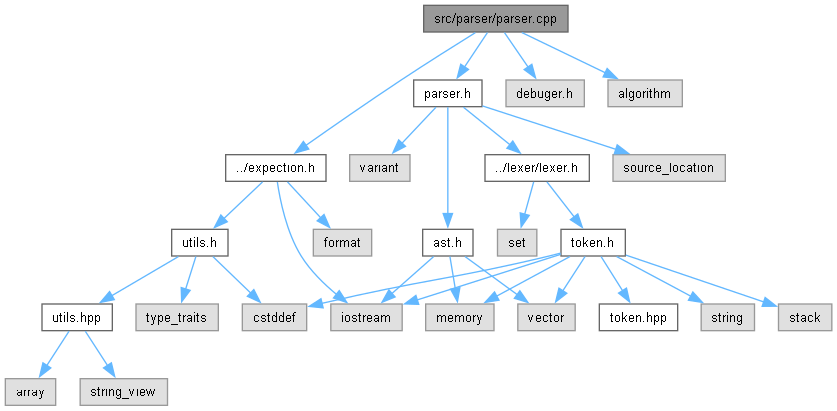 src/parser/parser.cpp
parser.h
debuger.h
algorithm
../expection.h
variant
../lexer/lexer.h
source_location
utils.h
format
ast.h
set
token.h
utils.hpp
type_traits
cstddef
iostream
memory
vector
token.hpp
string
stack
array
string_view